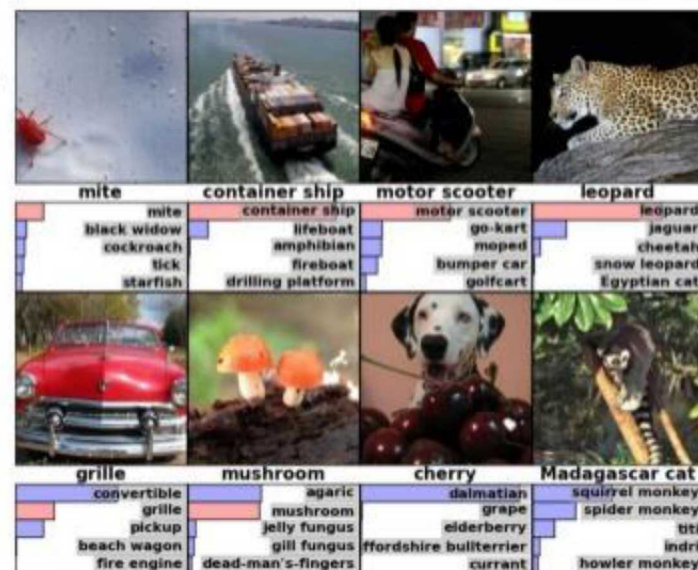 mite
container ship
motor scooter
leopard
mite
black widow
cockroach
tick
starfish
container ship
lifeboat
amphibian
fireboat
drilling platform
motor scooter
go-kart
moped
bumper car
golfcart
leopard
jaguar
cheetah
snow leopard
Egyptian cat
grille
mushroom
cherry
Madagascar cat
convertible
grille
pickup
beach wagon
fire engine
agaric
mushroom
jelly fungus
gill fungus
dead-man's-fingers
dalmatian
grape
elderberry
ffordshire bullterrier
currant
squirrel monkey
spider monkey
titi
indri
howler monkey